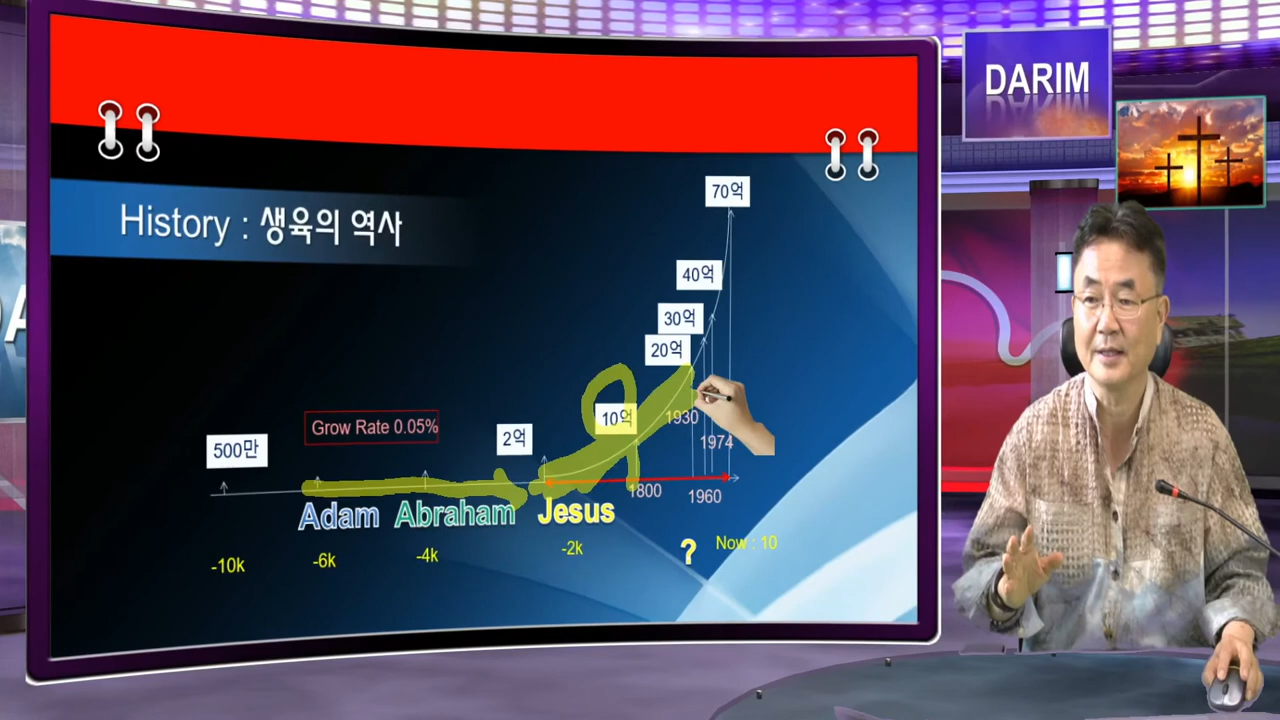 DARIM
History : 생육의 역사
70억
40억
30억
20억
10억
1930
Grow Rate 0.05%
2억
500만
1974
1800
1960
Adam
Abraham
Jesus
-10k
-6k
-4k
-2k
?
Now : 10